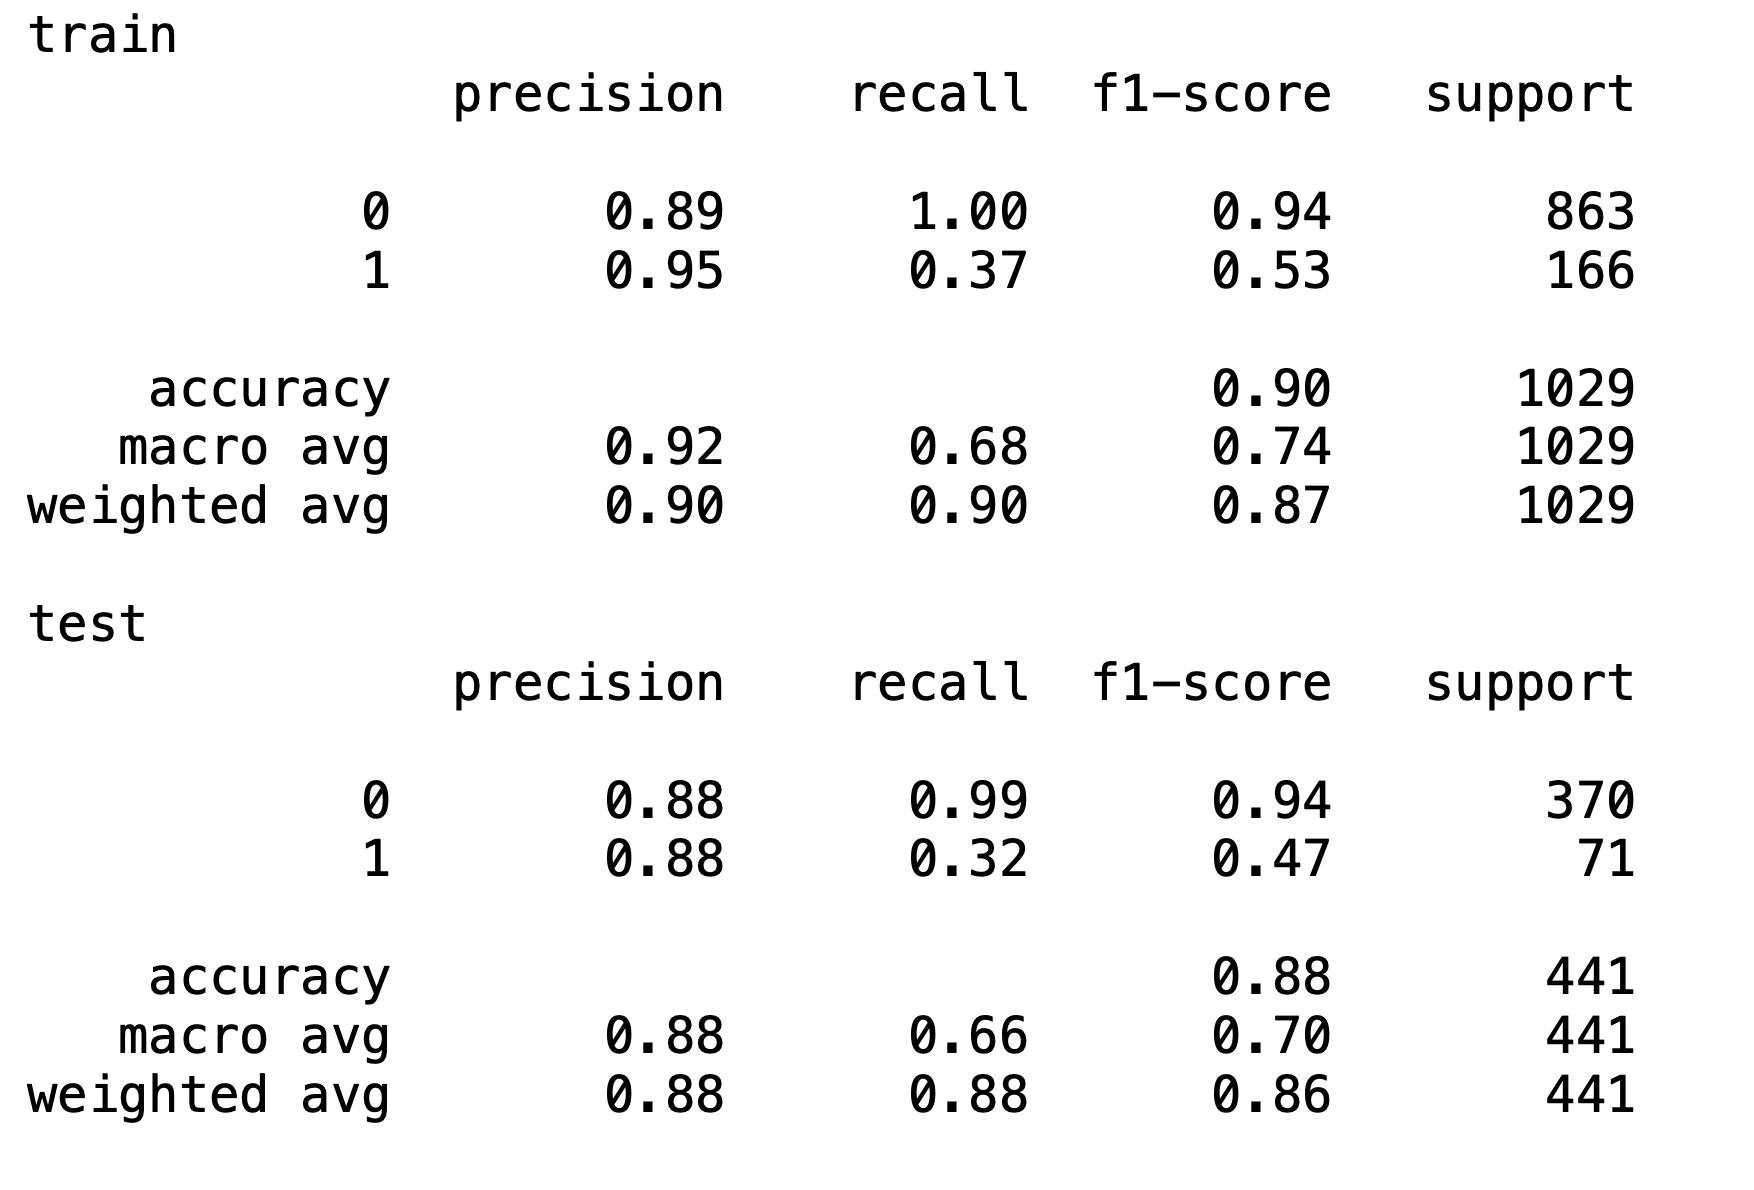 train
precision recall f1-score support
0 0.89 1.00 0.94 863
1 0.95 0.37 0.53 166
accuracy 0.90 1029
macro avg 0.92 0.68 0.74 1029
weighted avg 0.90 0.90 0.87 1029
test
precision recall f1-score support
0 0.88 0.99 0.94 370
1 0.88 0.32 0.47 71
accuracy 0.88 441
macro avg 0.88 0.66 0.70 441
weighted avg 0.88 0.88 0.86 441